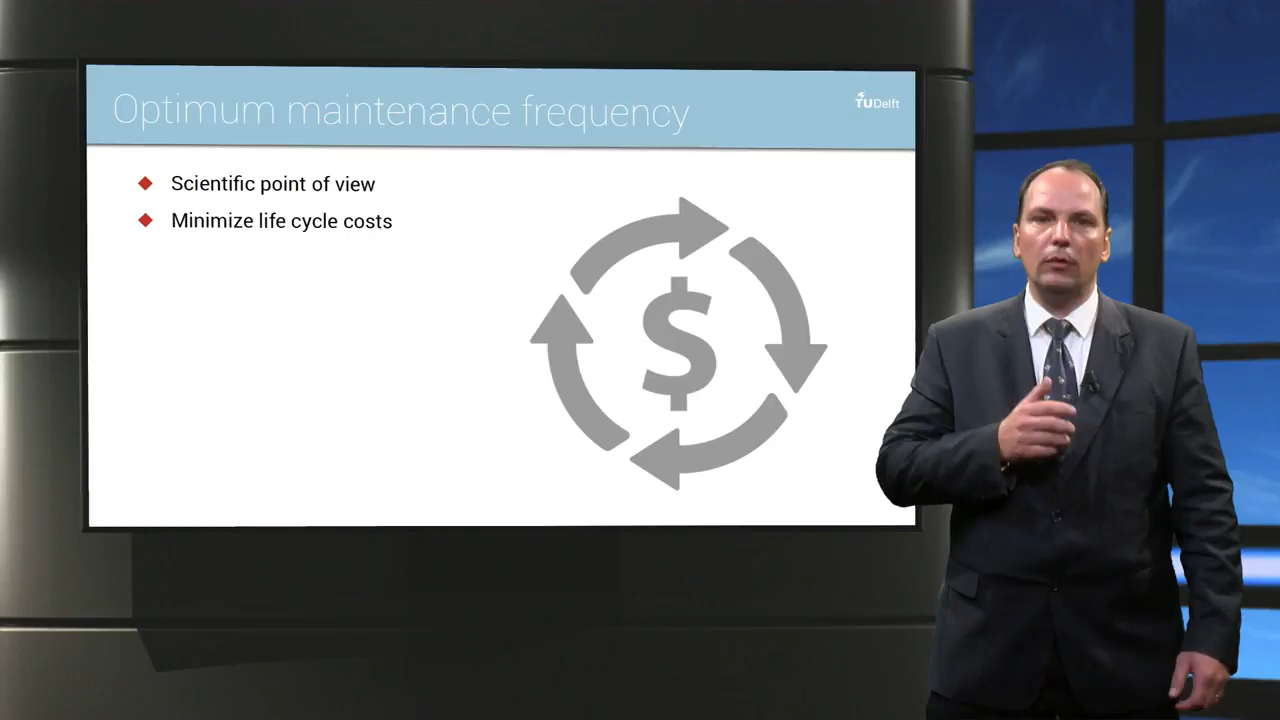 Optimum maintenance frequency
TUDelft
Scientific point of view
Minimize life cycle costs
$